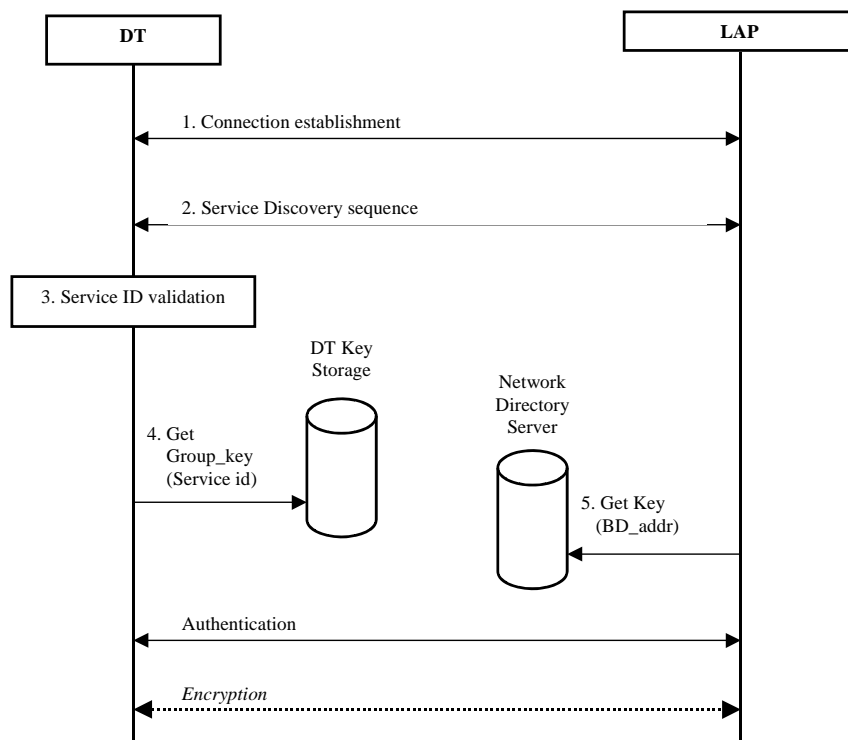 DT
LAP
1. Connection establishment
2. Service Discovery sequence
3. Service ID validation
DT Key
Storage
Network
Directory
Server
4. Get
Group_key
(Service id)
5. Get Key
(BD_addr)
Authentication
Encryption